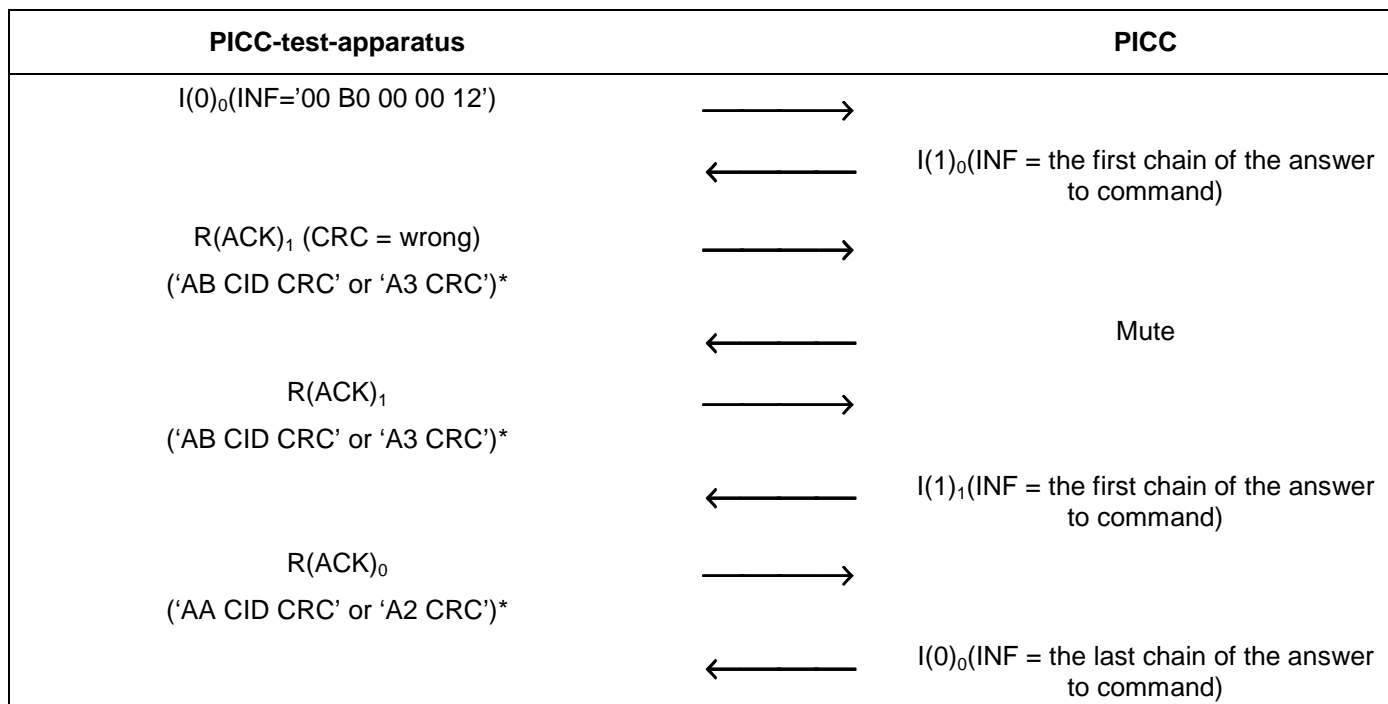 PICC-test-apparatus PICC
I(0)₀(INF='00 B0 00 00 12')
I(1)₀(INF = the first chain of the answer
to command)
R(ACK)₁ (CRC = wrong)
(‘AB CID CRC’ or ‘A3 CRC’)*
Mute
R(ACK)₁
(‘AB CID CRC’ or ‘A3 CRC’)*
I(1)₁(INF = the first chain of the answer
to command)
R(ACK)₀
(‘AA CID CRC’ or ‘A2 CRC’)*
I(0)₀(INF = the last chain of the answer
to command)